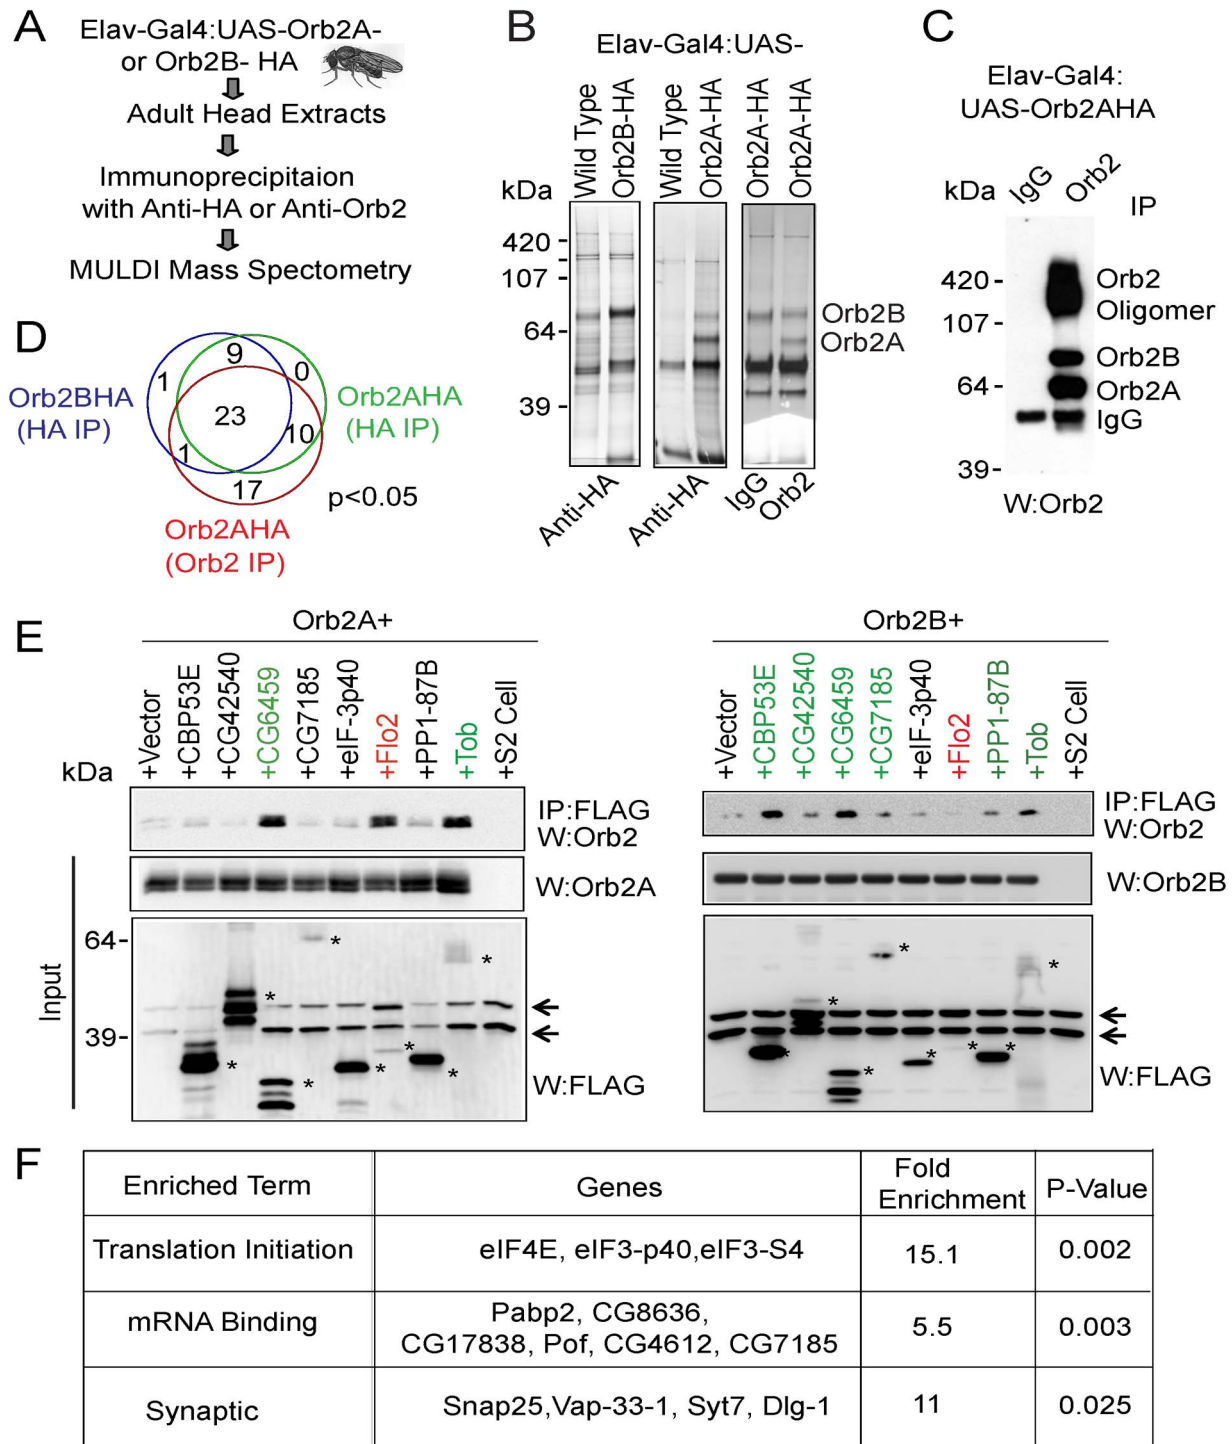 A
Elav-Gal4:UAS-Orb2A-
or Orb2B- HA
Adult Head Extracts
Immunoprecipitaion
with Anti-HA or Anti-Orb2
MULDI Mass Spectometry
B
Elav-Gal4:UAS-
Wild Type
Orb2B-HA
Wild Type
Orb2A-HA
Orb2A-HA
Orb2A-HA
kDa
420
107
64
39
Orb2B
Orb2A
Anti-HA
Anti-HA
IgG
Orb2
C
Elav-Gal4:
UAS-Orb2AHA
kDa
IgG
Orb2
IP
420
107
64
39
Orb2
Oligomer
Orb2B
Orb2A
IgG
W:Orb2
D
9
1
0
Orb2BHA
(HA IP)
23
Orb2AHA
(HA IP)
10
1
17
p<0.05
Orb2AHA
(Orb2 IP)
E
Orb2A+
+Vector
+CBP53E
+CG42540
+CG6459
+CG7185
+eIF-3p40
+Flo2
+PP1-87B
+Tob
+S2 Cell
kDa
IP:FLAG
W:Orb2
W:Orb2A
64-
39-
Input
W:FLAG
*
*
*
*
*
*
*
*
Orb2B+
+Vector
+CBP53E
+CG42540
+CG6459
+CG7185
+eIF-3p40
+Flo2
+PP1-87B
+Tob
+S2 Cell
IP:FLAG
W:Orb2
W:Orb2B
W:FLAG
*
*
*
*
*
*
*
*
F
Enriched Term Genes Fold Enrichment P-Value
Translation Initiation eIF4E, eIF3-p40,eIF3-S4 15.1 0.002
mRNA Binding Pabp2, CG8636,
CG17838, Pof, CG4612, CG7185 5.5 0.003
Synaptic Snap25,Vap-33-1, Syt7, Dlg-1 11 0.025